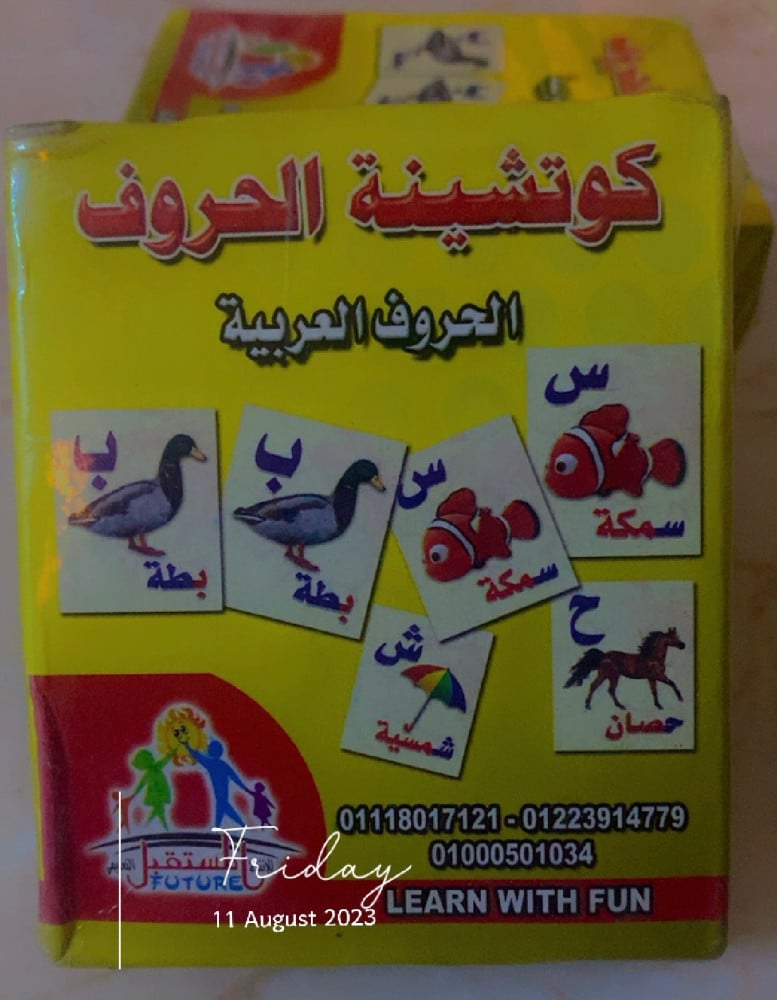 كوتشينة الحروف
الحروف العربية
س
سمكة
ب
بطة
ب
بطة
س
سمكة
ش
شمسية
ح
حصان
01118017121 - 01223914779
01000501034
المستقبل
FUTURE
LEARN WITH FUN
Friday
11 August 2023